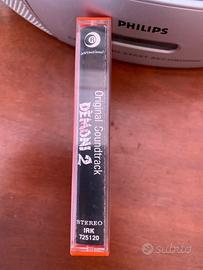 PHILIPS
Original Soundtrack
DEMONI 2
STEREO
IRK
725120
subito